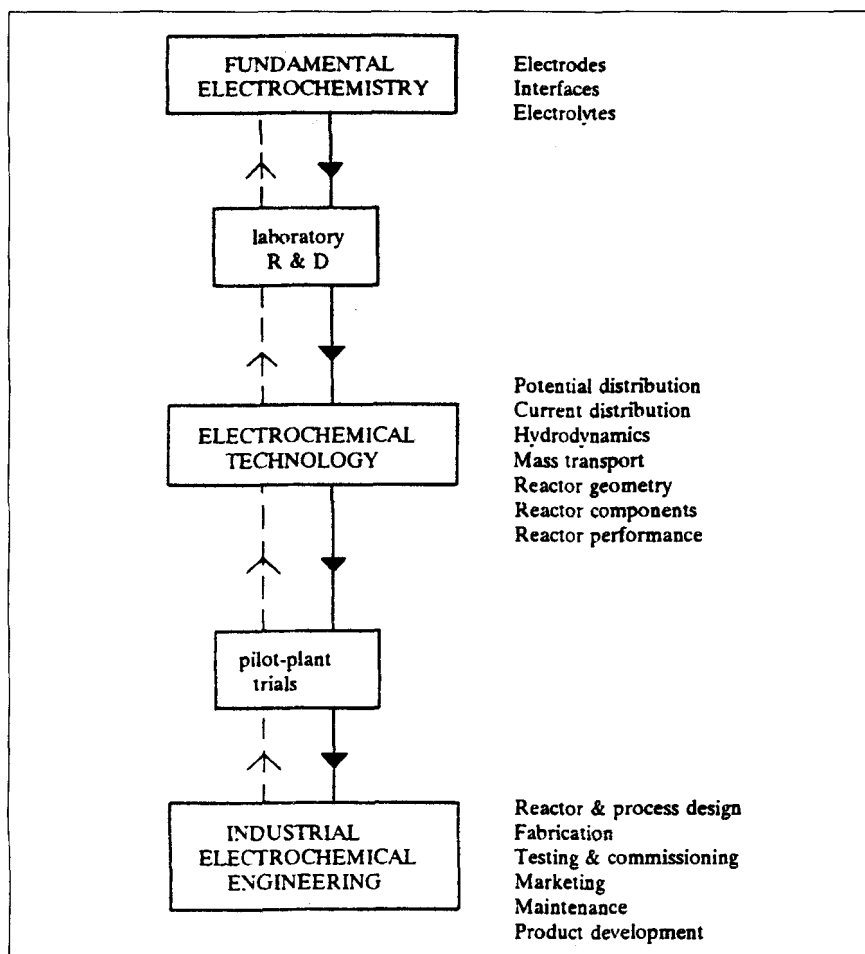 FUNDAMENTAL
ELECTROCHEMISTRY
Electrodes
Interfaces
Electrolytes
laboratory
R & D
ELECTROCHEMICAL
TECHNOLOGY
Potential distribution
Current distribution
Hydrodynamics
Mass transport
Reactor geometry
Reactor components
Reactor performance
pilot-plant
trials
INDUSTRIAL
ELECTROCHEMICAL
ENGINEERING
Reactor & process design
Fabrication
Testing & commissioning
Marketing
Maintenance
Product development